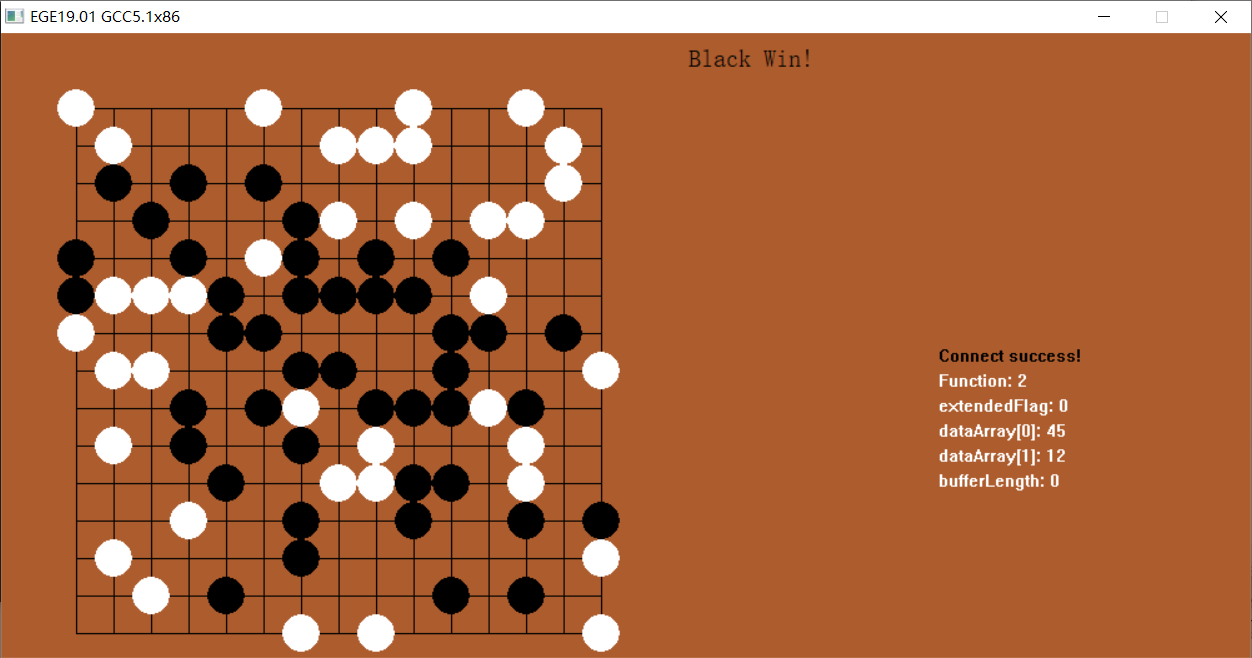 EGE19.01 GCC5.1x86
Black Win!
Connect success!
Function: 2
extendedFlag: 0
dataArray[0]: 45
dataArray[1]: 12
bufferLength: 0